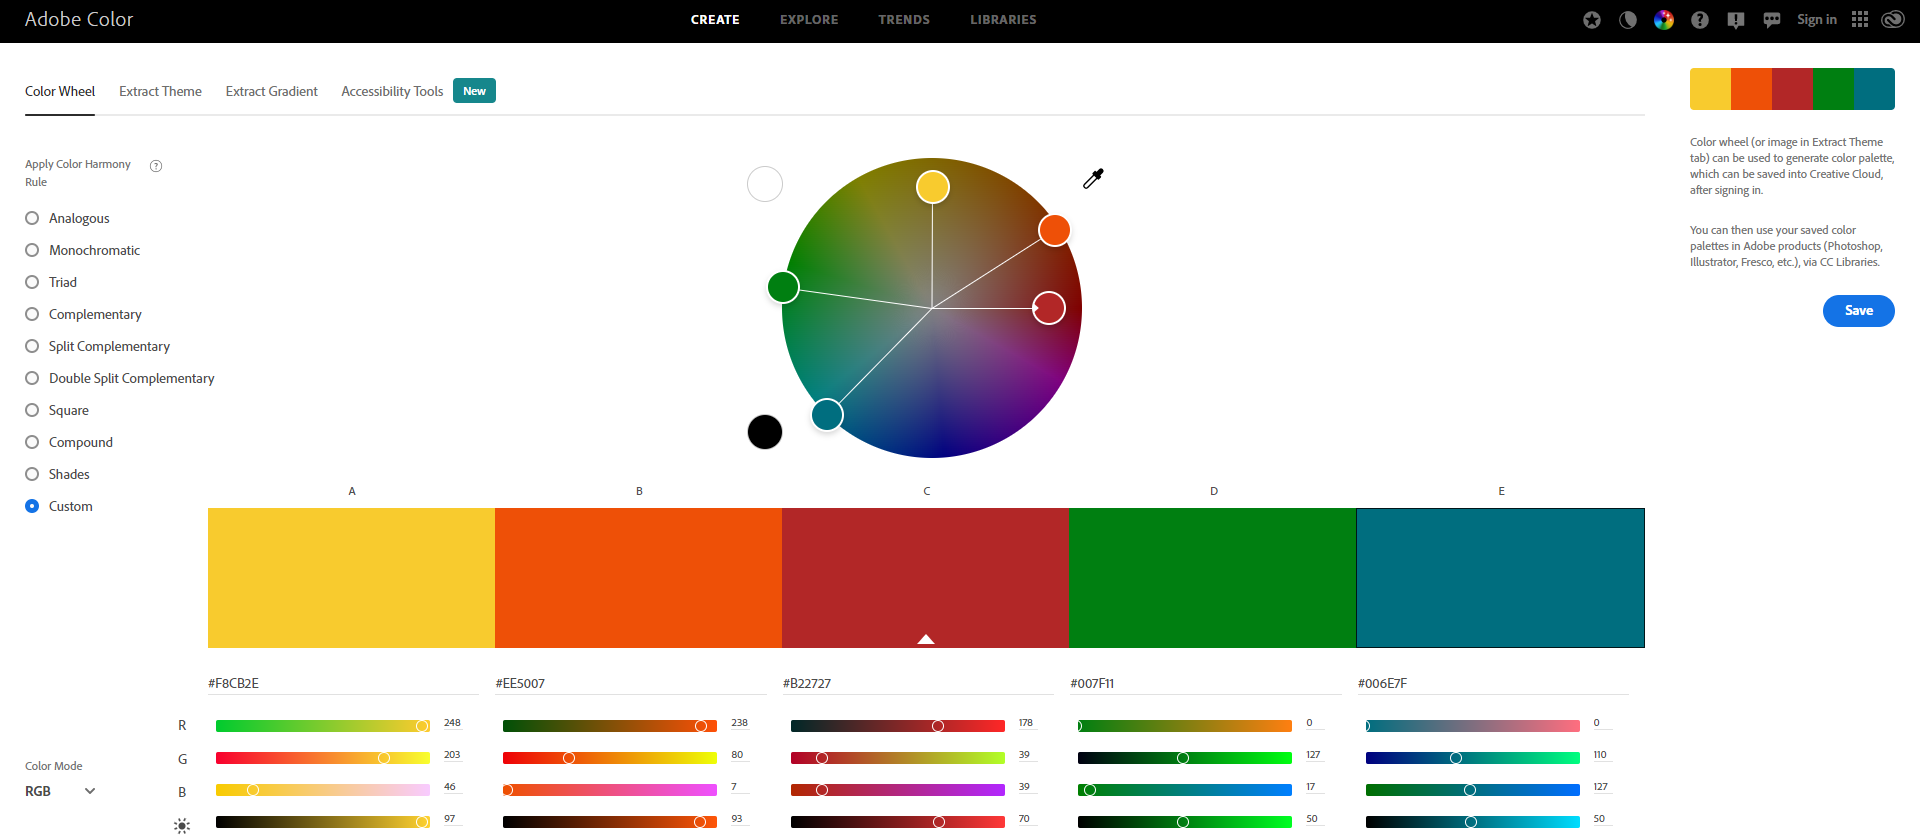 Adobe Color
CREATE EXPLORE TRENDS LIBRARIES
Sign in
Color Wheel Extract Theme Extract Gradient Accessibility Tools New
Apply Color Harmony
Rule
Analogous
Monochromatic
Triad
Complementary
Split Complementary
Double Split Complementary
Square
Compound
Shades
Custom
Color wheel (or image in Extract Theme
tab) can be used to generate color palette,
which can be saved into Creative Cloud,
after signing in.
You can then use your saved color
palettes in Adobe products (Photoshop,
Illustrator, Fresco, etc.), via CC Libraries.
Save
A B C D E
#F8CB2E #EE5007 #B22727 #007F11 #006E7F
R 248 238 178 0 0
G 203 80 39 127 110
B 46 7 39 17 127
97 93 70 50 50
Color Mode
RGB